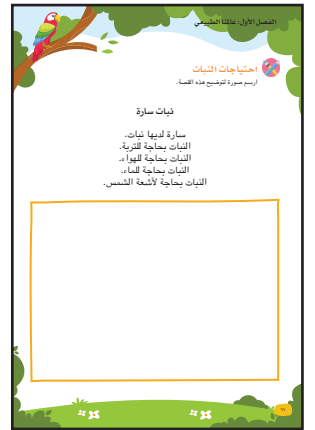 الفصل الأول: عالمنا الطبيعي
احتياجات النبات
ارسم صورة لتوضيح هذه القصة.
نبات سارة
سارة لديها نبات.
النبات بحاجة للتربة.
النبات بحاجة للهواء.
النبات بحاجة للماء.
النبات بحاجة لأشعة الشمس.